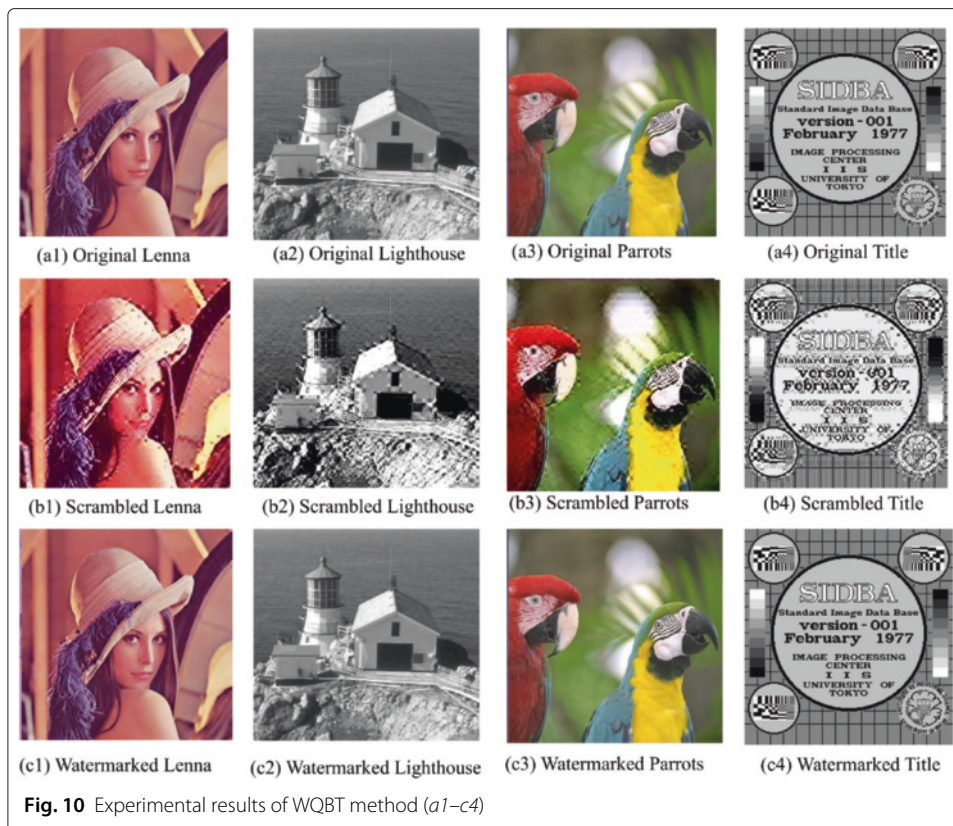 SIDBA
Standard Image Data Base
version-001
February 1977
IMAGE PROCESSING
CENTER
I I S
UNIVERSITY OF
TOKYO
(a1) Original Lenna
(a2) Original Lighthouse
(a3) Original Parrots
(a4) Original Title
SIDBA
Standard Image Data Base
version-001
February 1977
IMAGE PROCESSING
CENTER
I I S
UNIVERSITY OF
TOKYO
(b1) Scrambled Lenna
(b2) Scrambled Lighthouse
(b3) Scrambled Parrots
(b4) Scrambled Title
SIDBA
Standard Image Data Base
version-001
February 1977
IMAGE PROCESSING
CENTER
I I S
UNIVERSITY OF
TOKYO
(c1) Watermarked Lenna
(c2) Watermarked Lighthouse
(c3) Watermarked Parrots
(c4) Watermarked Title
Fig. 10 Experimental results of WQBT method (a1–c4)